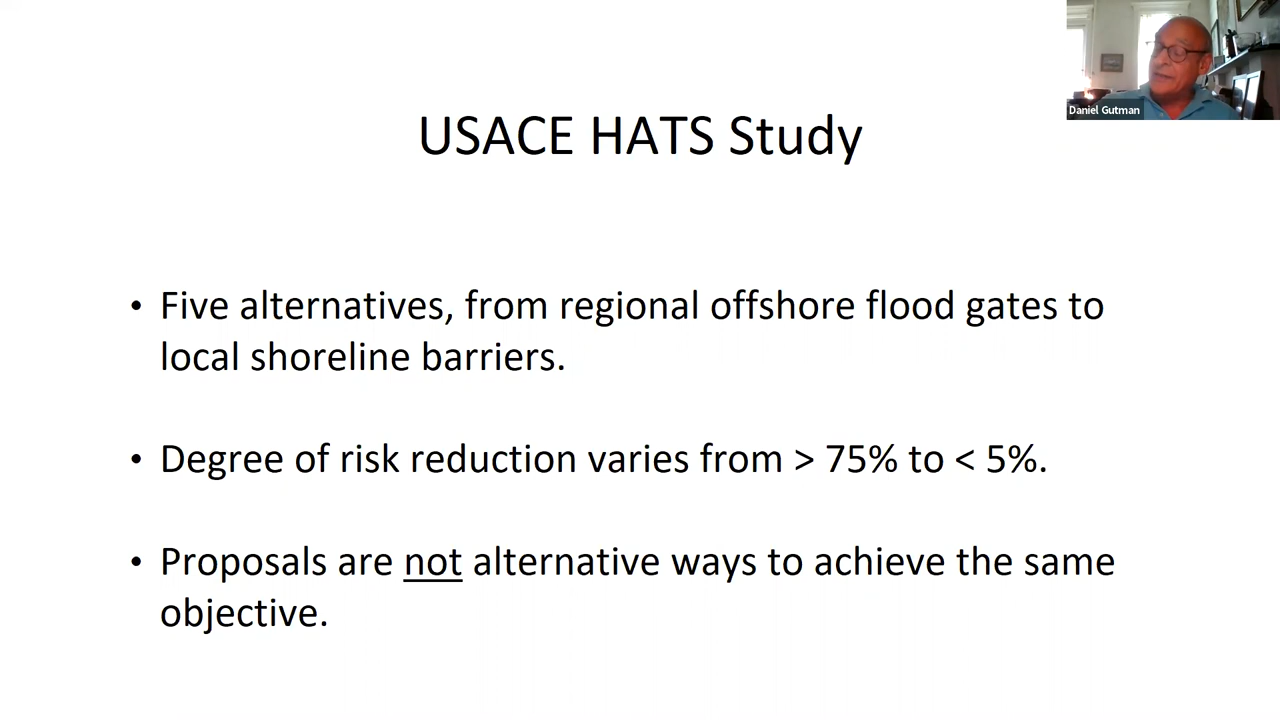 Daniel Gutman
USACE HATS Study
• Five alternatives, from regional offshore flood gates to
local shoreline barriers.
• Degree of risk reduction varies from > 75% to < 5%.
• Proposals are not alternative ways to achieve the same
objective.